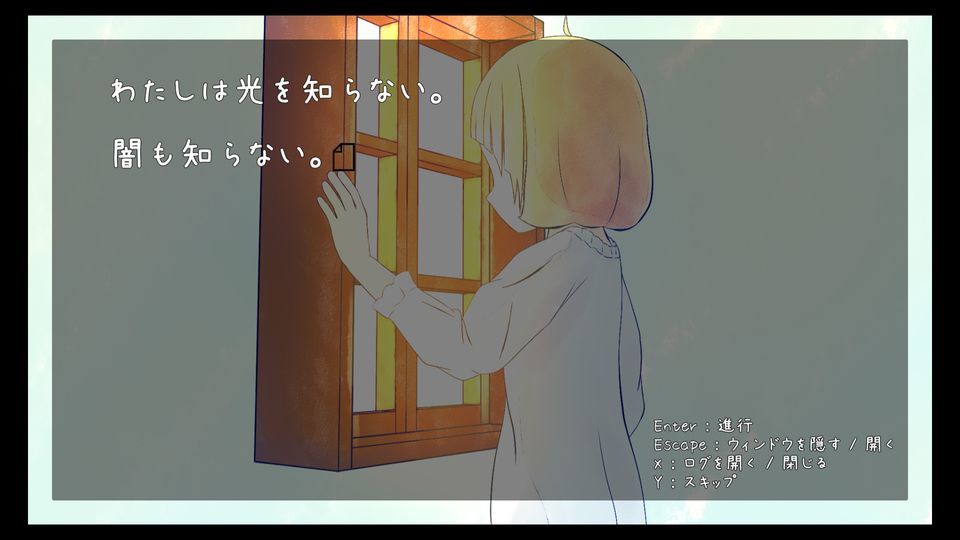 わたしは光を知らない。
闇も知らない。
Enter : 進行
Escape : ウィンドウを隠す / 開く
X : ログを開く / 閉じる
Y : スキップ